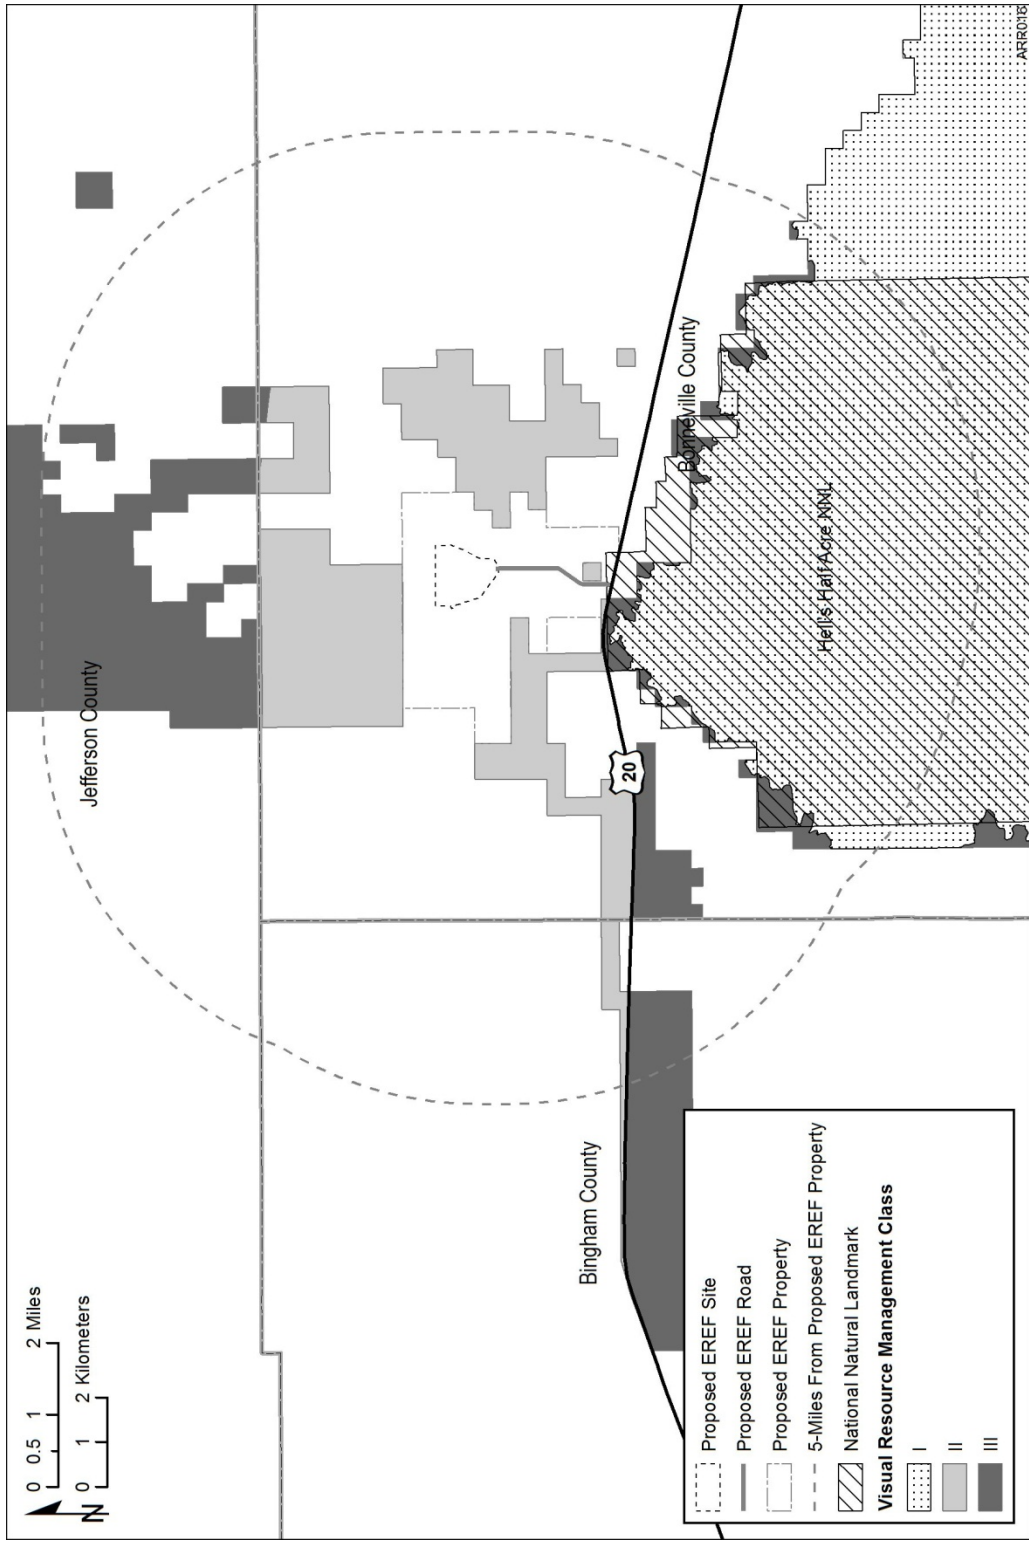 0 0.5 1 2 Miles
0 1 2 Kilometers
N
Jefferson County
Bingham County
20
Bonneville County
Hell's Half Acre NNL
Proposed EREF Site
Proposed EREF Road
Proposed EREF Property
5-Miles From Proposed EREF Property
National Natural Landmark
Visual Resource Management Class
I
II
III
ARR016